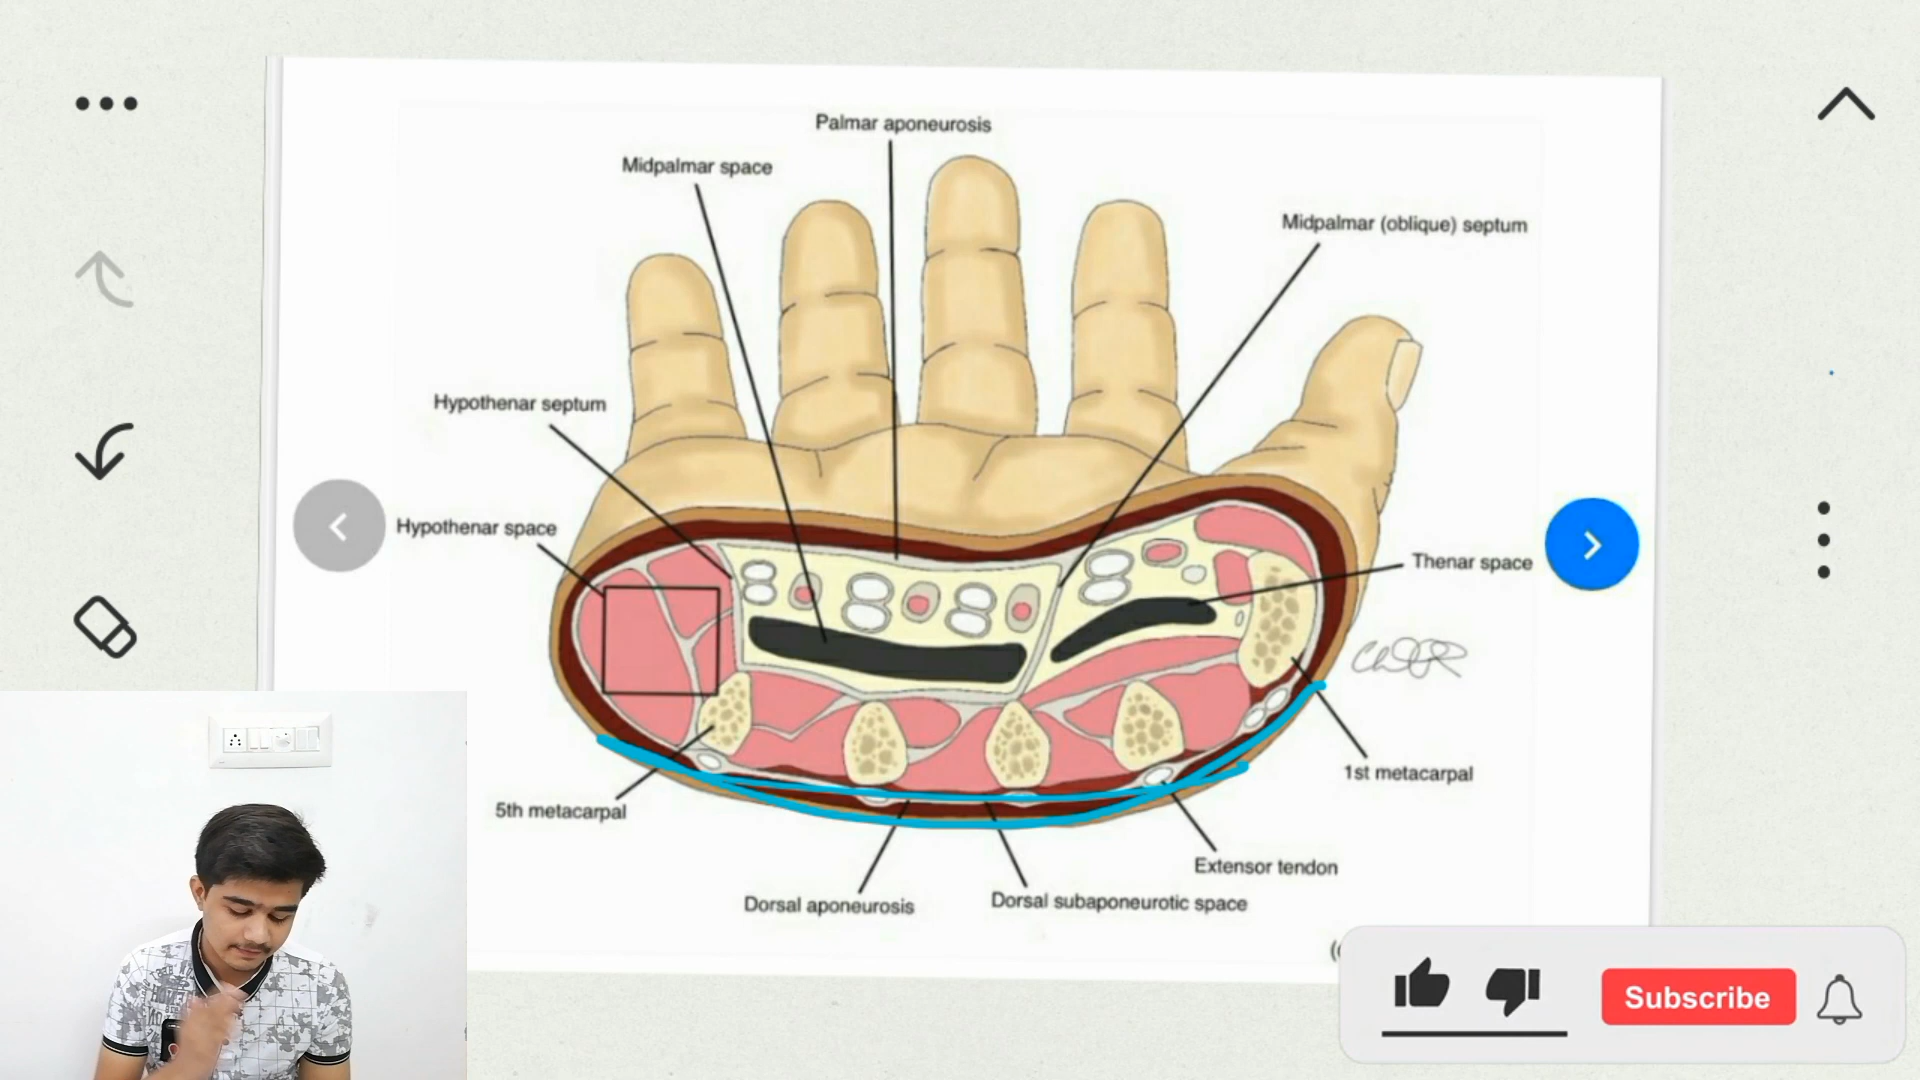 Palmar aponeurosis
Midpalmar space
Midpalmar (oblique) septum
Hypothenar septum
Hypothenar space
Thenar space
1st metacarpal
5th metacarpal
Extensor tendon
Dorsal aponeurosis
Dorsal subaponeurotic space
Subscribe